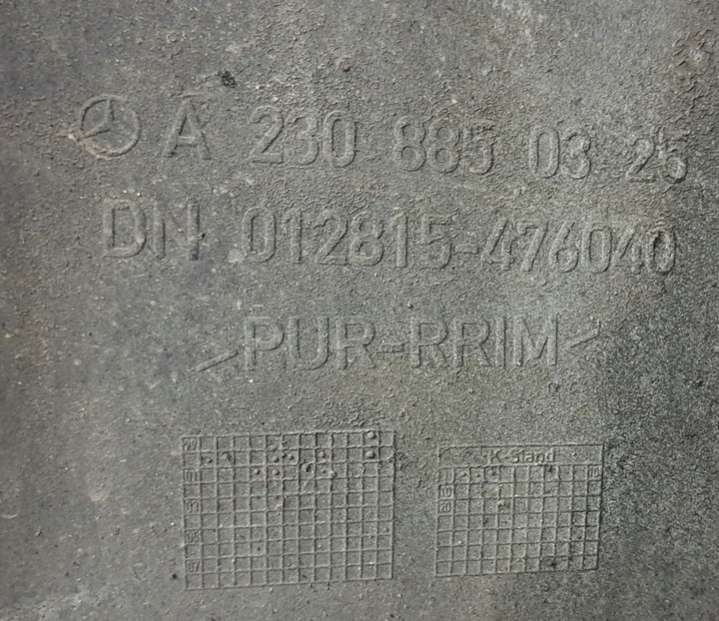 A 230 885 03 25
DN 012815-476040
>PUR-RRIM<
K-Stand